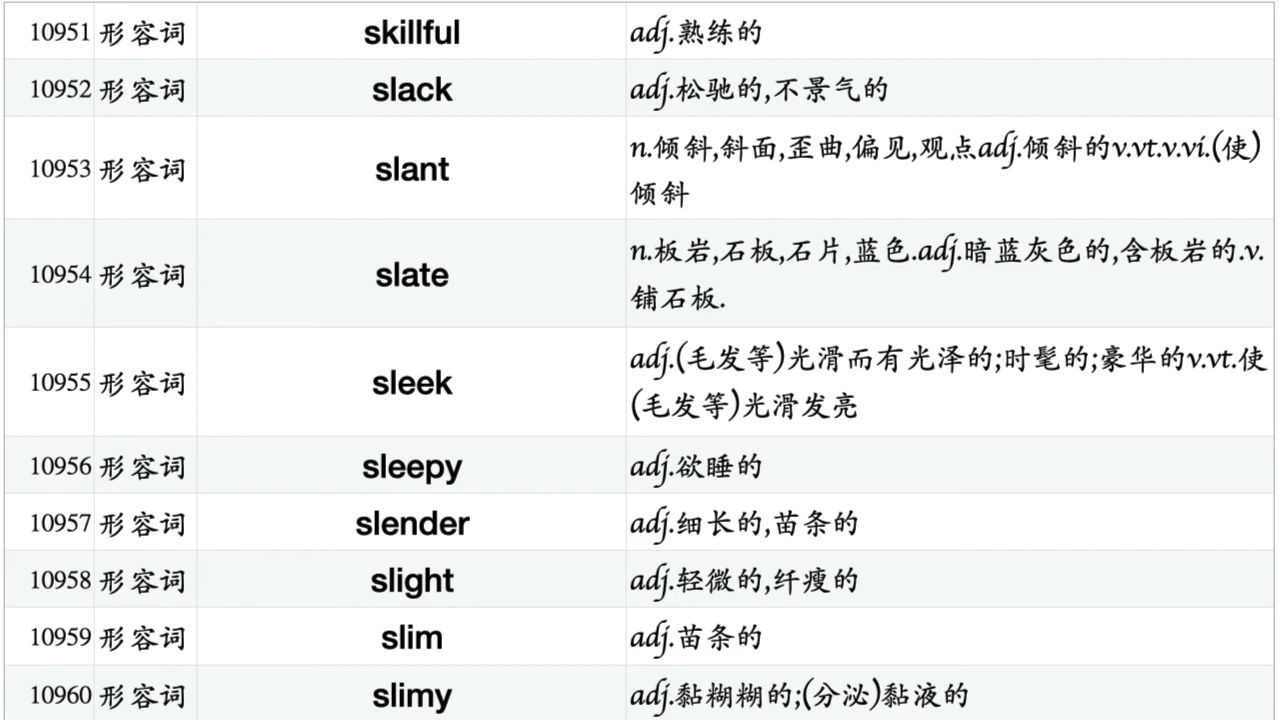 10951 形容词 skillful adj.熟练的
10952 形容词 slack adj.松驰的,不景气的
10953 形容词 slant n.倾斜,斜面,歪曲,偏见,观点adj.倾斜的v.vt.v.vi.(使)
倾斜
10954 形容词 slate n.板岩,石板,石片,蓝色.adj.暗蓝灰色的,含板岩的.v.
铺石板.
10955 形容词 sleek adj.(毛发等)光滑而有光泽的;时髦的;豪华的v.vt.使
(毛发等)光滑发亮
10956 形容词 sleepy adj.欲睡的
10957 形容词 slender adj.细长的,苗条的
10958 形容词 slight adj.轻微的,纤瘦的
10959 形容词 slim adj.苗条的
10960 形容词 slimy adj.黏糊糊的;(分泌)黏液的